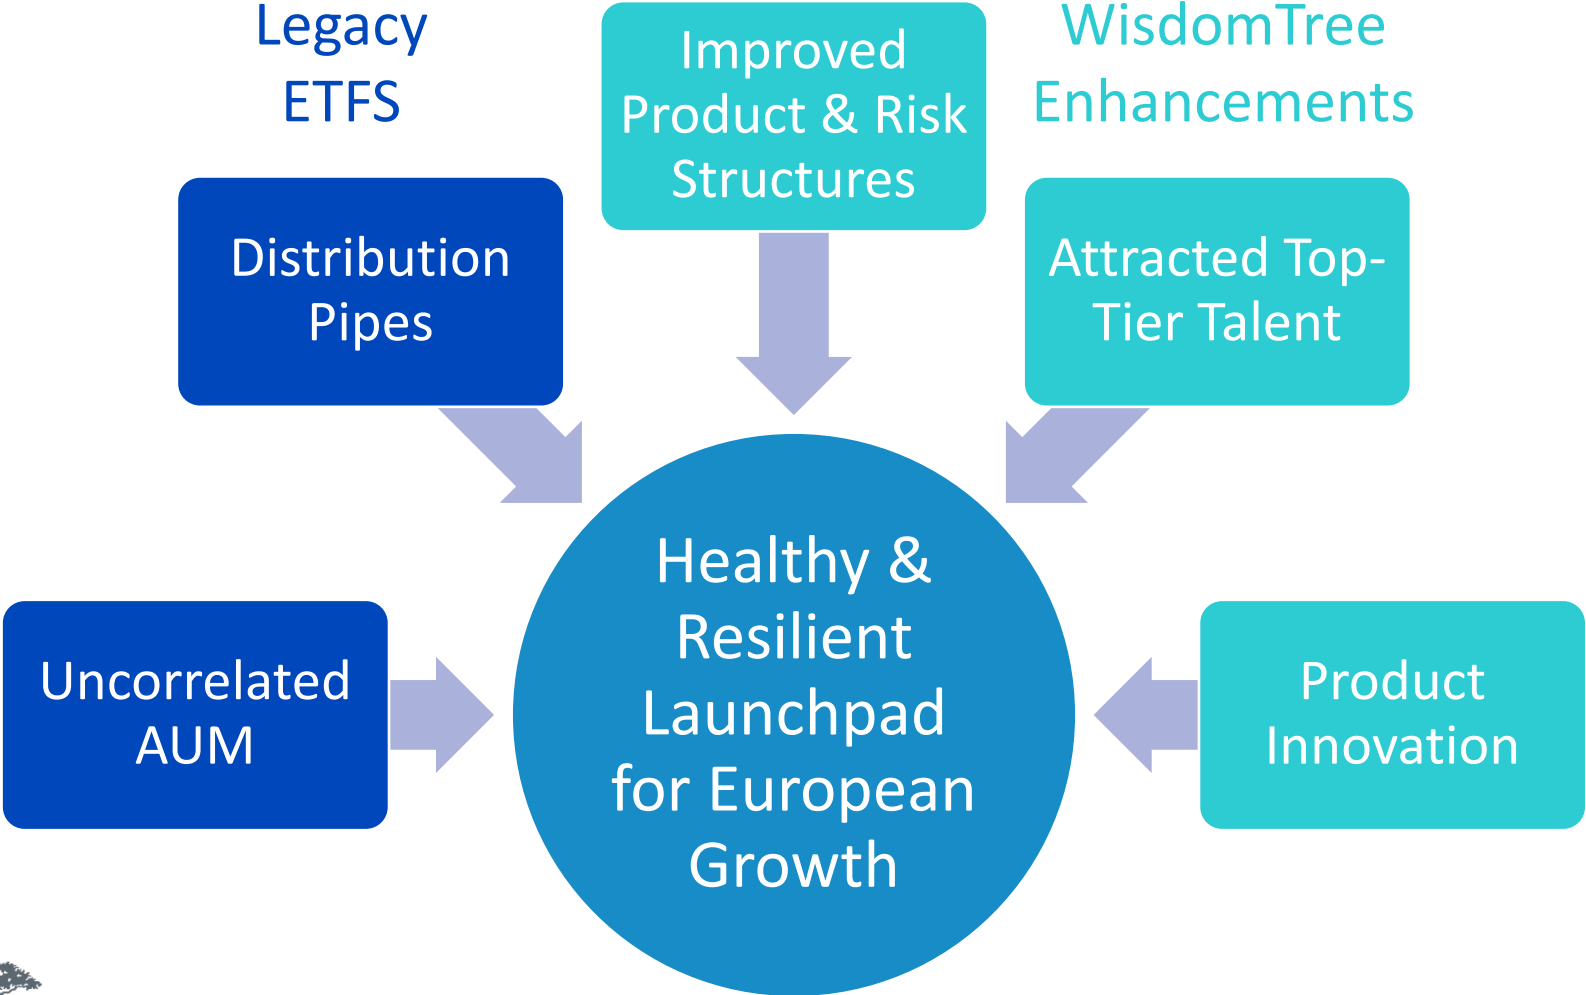 Legacy
ETFS
Improved
Product & Risk
Structures
WisdomTree
Enhancements
Distribution
Pipes
Attracted Top-
Tier Talent
Uncorrelated
AUM
Healthy &
Resilient
Launchpad
for European
Growth
Product
Innovation